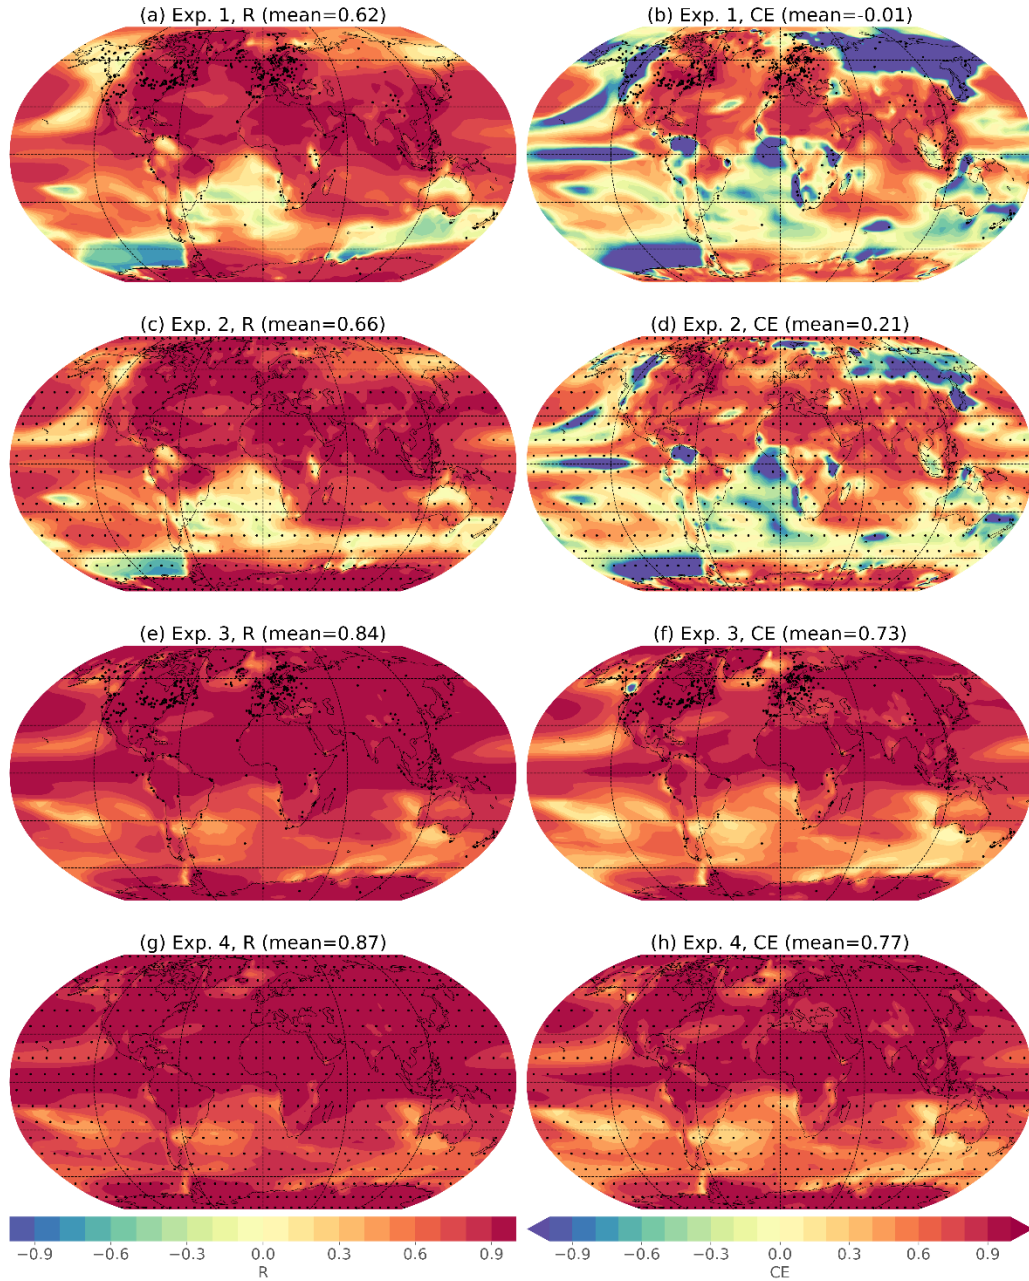 (a) Exp. 1, R (mean=0.62)
(b) Exp. 1, CE (mean=-0.01)
(c) Exp. 2, R (mean=0.66)
(d) Exp. 2, CE (mean=0.21)
(e) Exp. 3, R (mean=0.84)
(f) Exp. 3, CE (mean=0.73)
(g) Exp. 4, R (mean=0.87)
(h) Exp. 4, CE (mean=0.77)
−0.9 −0.6 −0.3 0.0 0.3 0.6 0.9
R
−0.9 −0.6 −0.3 0.0 0.3 0.6 0.9
CE